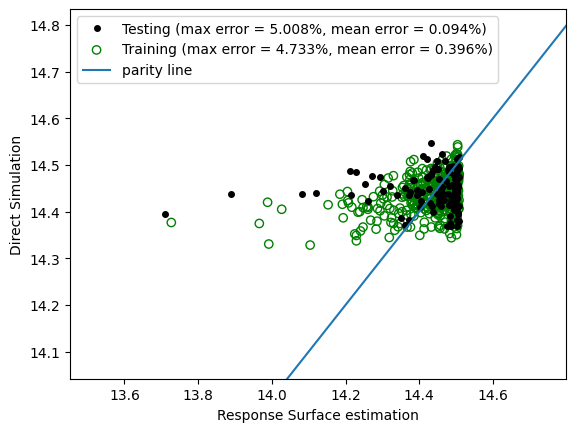 Testing (max error = 5.008%, mean error = 0.094%)
Training (max error = 4.733%, mean error = 0.396%)
parity line
14.8
14.7
14.6
14.5
14.4
14.3
14.2
14.1
Direct Simulation
13.6 13.8 14.0 14.2 14.4 14.6
Response Surface estimation